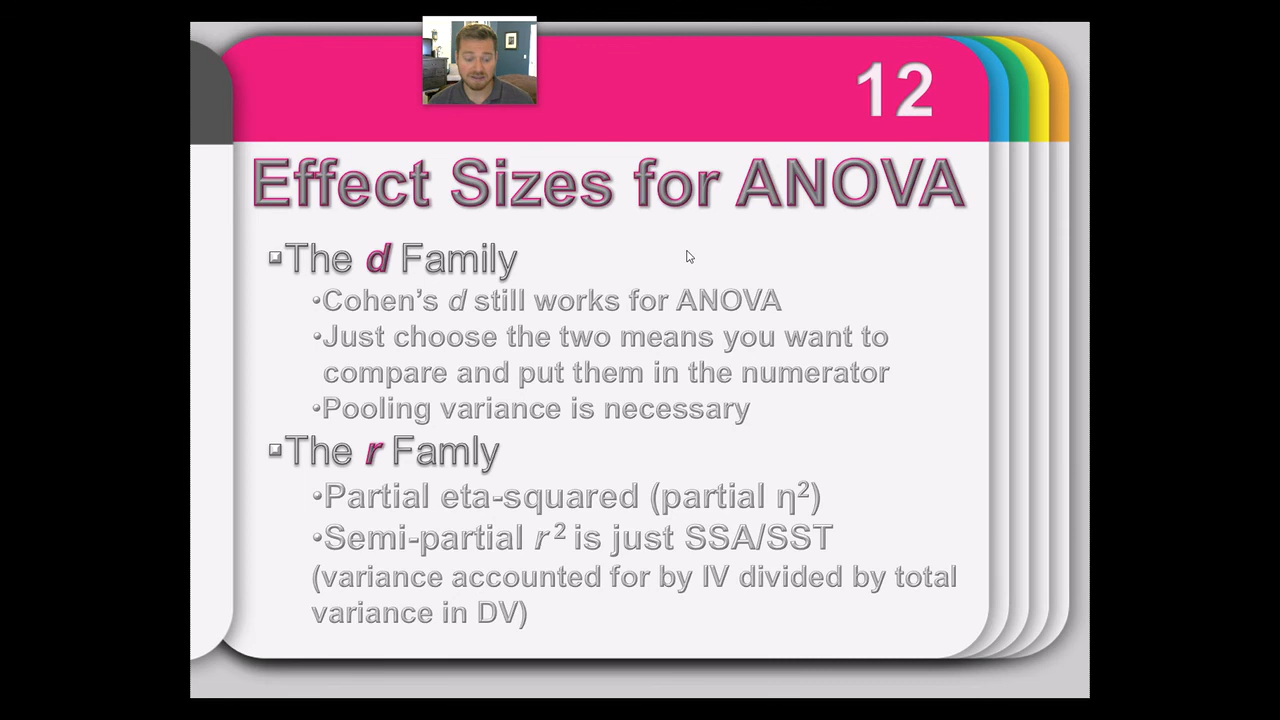 12
Effect Sizes for ANOVA
▫The d Family
•Cohen’s d still works for ANOVA
•Just choose the two means you want to
compare and put them in the numerator
•Pooling variance is necessary
▫The r Famly
•Partial eta-squared (partial η²)
•Semi-partial r² is just SSA/SST
(variance accounted for by IV divided by total
variance in DV)